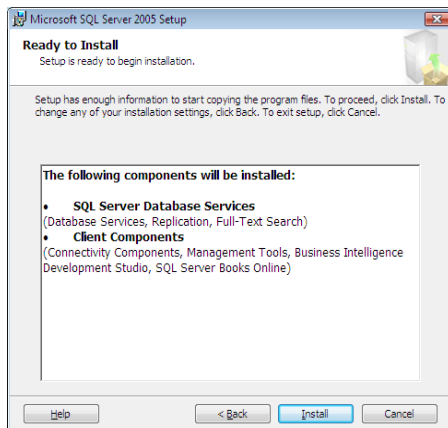 Microsoft SQL Server 2005 Setup
Ready to Install
Setup is ready to begin installation.
Setup has enough information to start copying the program files. To proceed, click Install. To
change any of your installation settings, click Back. To exit setup, click Cancel.
The following components will be installed:
• SQL Server Database Services
(Database Services, Replication, Full-Text Search)
• Client Components
(Connectivity Components, Management Tools, Business Intelligence
Development Studio, SQL Server Books Online)
Help
< Back
Install
Cancel